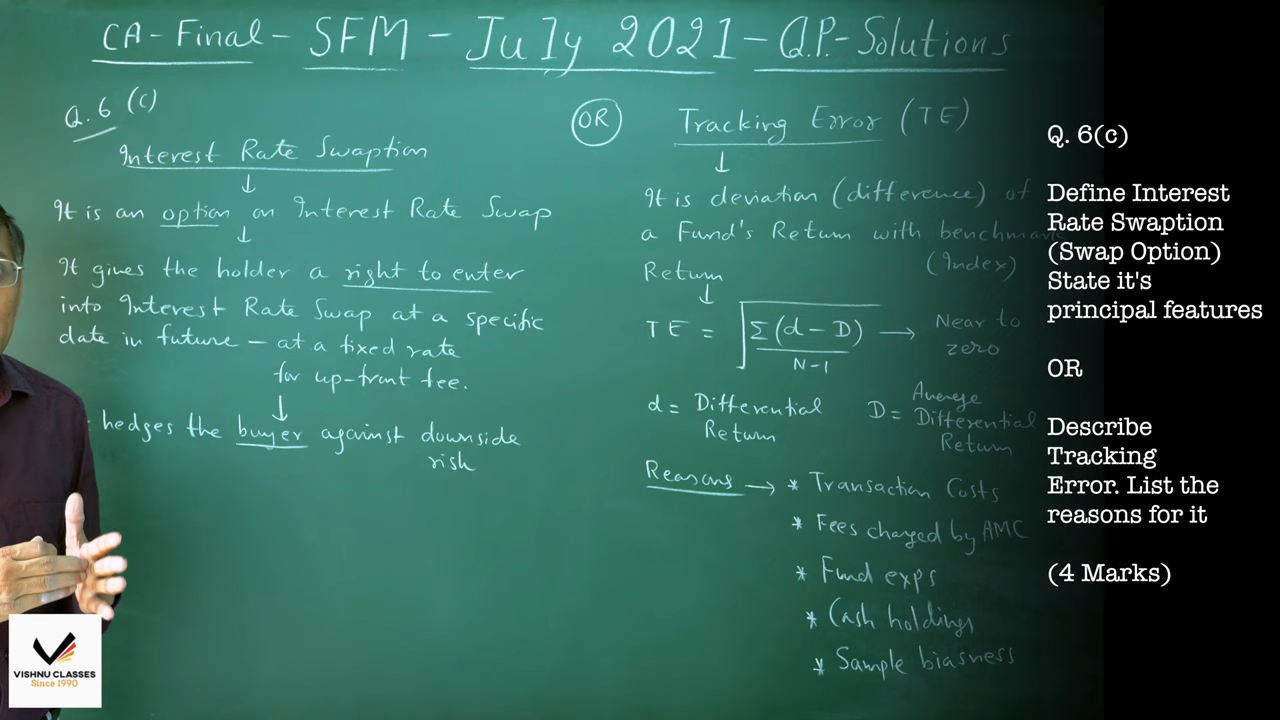 CA-Final - SFM - July 2021 - Q.P.-Solutions
Q. 6 (c)
Interest Rate Swaption
↓
It is an option on Interest Rate Swap
↓
It gives the holder a right to enter
into Interest Rate Swap at a specific
date in future - at a fixed rate
for up-front fee.
↓
hedges the buyer against downside
risk
OR
Tracking Error (TE)
↓
It is deviation (difference) of
a Fund's Return with benchmark
(Index)
Return
↓
TE = √Σ(d - D) / N-1 → Near to
zero
d = Differential
Return
D = Average
Differential
Return
Reasons → * Transaction Costs
* Fees charged by AMC
* Fund exps
* Cash holdings
* Sample biasness
Q. 6(c)
Define Interest
Rate Swaption
(Swap Option)
State it's
principal features
OR
Describe
Tracking
Error. List the
reasons for it
(4 Marks)
VISHNU CLASSES
Since 1990